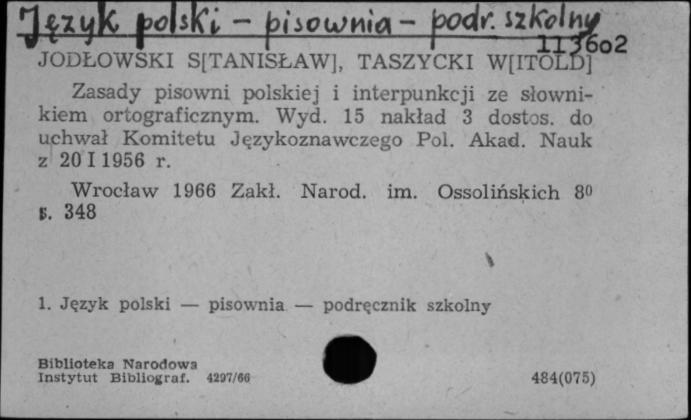 Język polski - pisownia - podr. szkolny
113602
JODŁOWSKI S[TANISŁAW], TASZYCKI W[ITOLD]
Zasady pisowni polskiej i interpunkcji ze słowni-
kiem ortograficznym. Wyd. 15 nakład 3 dostos. do
uchwał Komitetu Językoznawczego Pol. Akad. Nauk
z 20 I 1956 r.
Wrocław 1966 Zakł. Narod. im. Ossolińskich 8⁰
s. 348
1. Język polski — pisownia — podręcznik szkolny
Biblioteka Narodowa
Instytut Bibliograf. 4297/66
484(075)